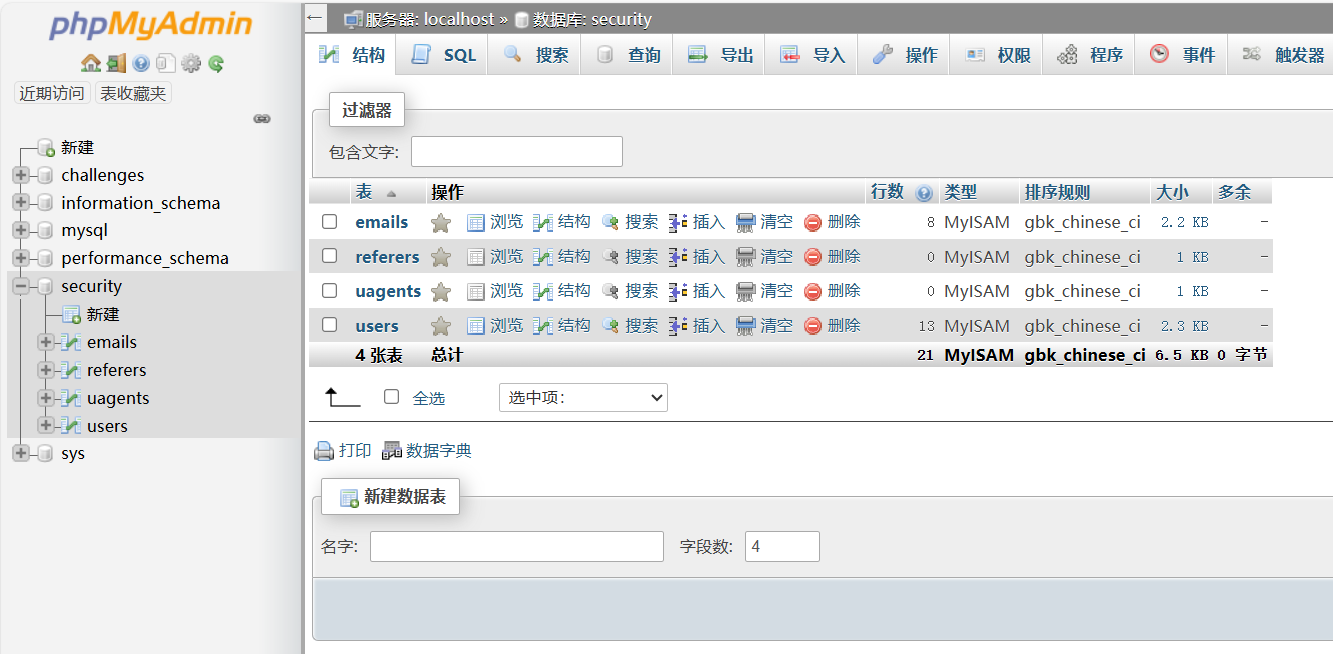 phpMyAdmin
近期访问 表收藏夹
新建
challenges
information_schema
mysql
performance_schema
security
新建
emails
referers
uagents
users
sys
服务器: localhost » 数据库: security
结构 SQL 搜索 查询 导出 导入 操作 权限 程序 事件 触发器
过滤器
包含文字:
表 操作 行数 类型 排序规则 大小 多余
emails 浏览 结构 搜索 插入 清空 删除 8 MyISAM gbk_chinese_ci 2.2 KB -
referers 浏览 结构 搜索 插入 清空 删除 0 MyISAM gbk_chinese_ci 1 KB -
uagents 浏览 结构 搜索 插入 清空 删除 0 MyISAM gbk_chinese_ci 1 KB -
users 浏览 结构 搜索 插入 清空 删除 13 MyISAM gbk_chinese_ci 2.3 KB -
4 张表 总计 21 MyISAM gbk_chinese_ci 6.5 KB 0 字节
全选 选中项:
打印 数据字典
新建数据表
名字: 字段数: 4